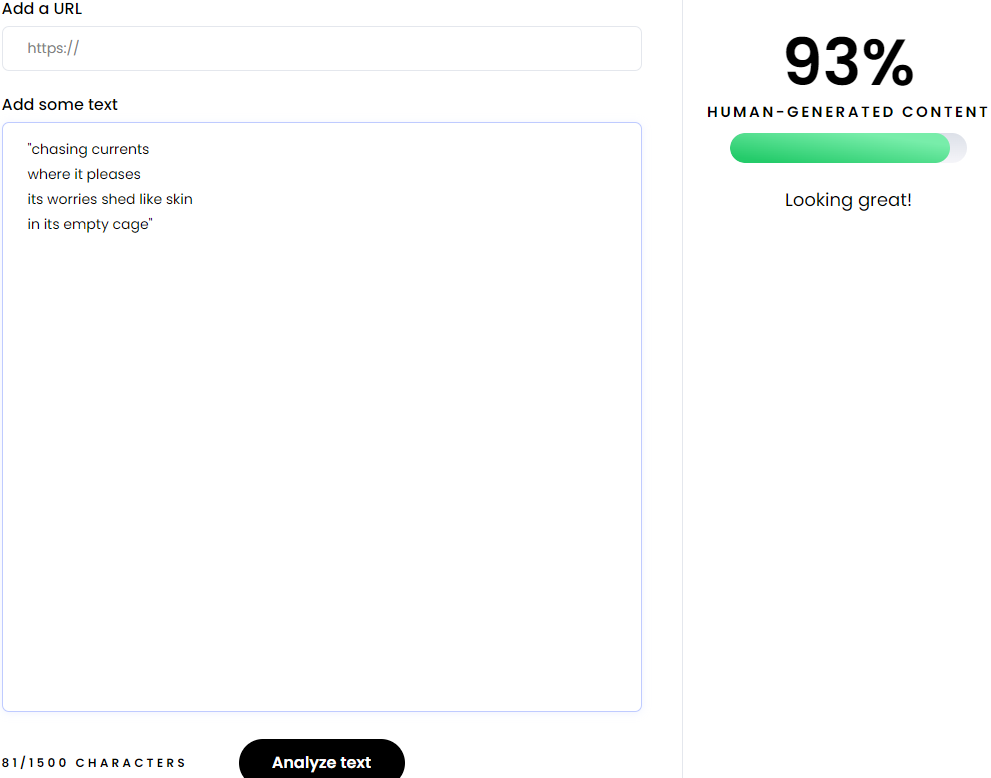 Add a URL
https://
Add some text
"chasing currents
where it pleases
its worries shed like skin
in its empty cage"
81/1500 CHARACTERS
Analyze text
93%
HUMAN-GENERATED CONTENT
Looking great!